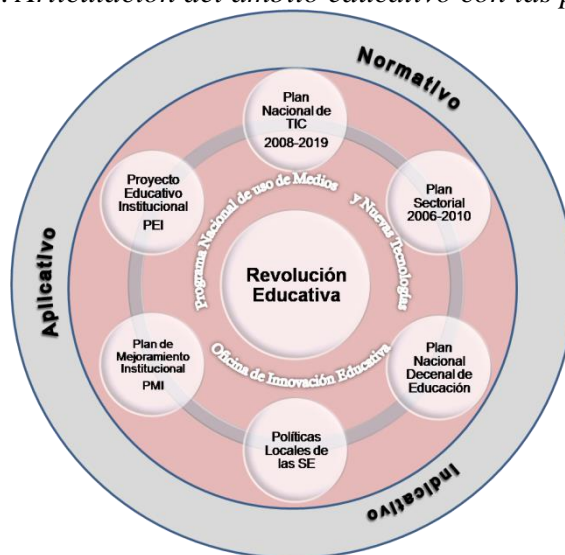 . Articulación del ámbito educativo con las p
Normativo
Plan
Nacional de
TIC
2008-2019
Proyecto
Educativo
Institucional
PEI
Plan
Sectorial
2006-2010
Programa Nacional de uso de Medios
y Nuevas Tecnologías
Revolución
Educativa
Aplicativo
Plan de
Mejoramiento
Institucional
PMI
Oficina de Innovación Educativa
Plan
Nacional
Decenal de
Educación
Políticas
Locales de
las SE
Indicativo